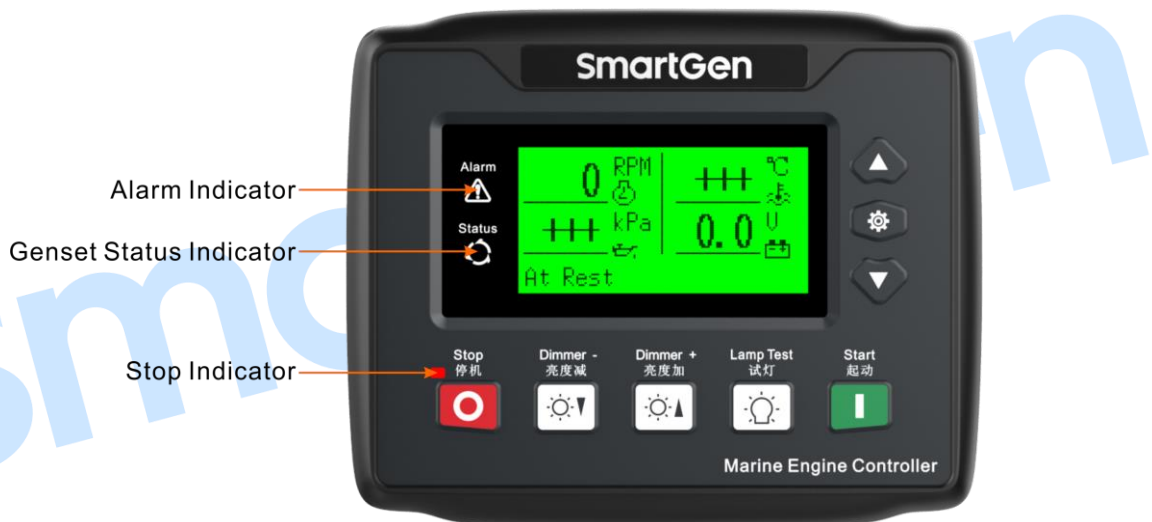 SmartGen
Alarm
Alarm Indicator
Status
Genset Status Indicator
0 RPM
+++ ℃
+++ kPa
0.0 V
At Rest
Stop Indicator
Stop
停机
Dimmer -
亮度减
Dimmer +
亮度加
Lamp Test
试灯
Start
起动
Marine Engine Controller